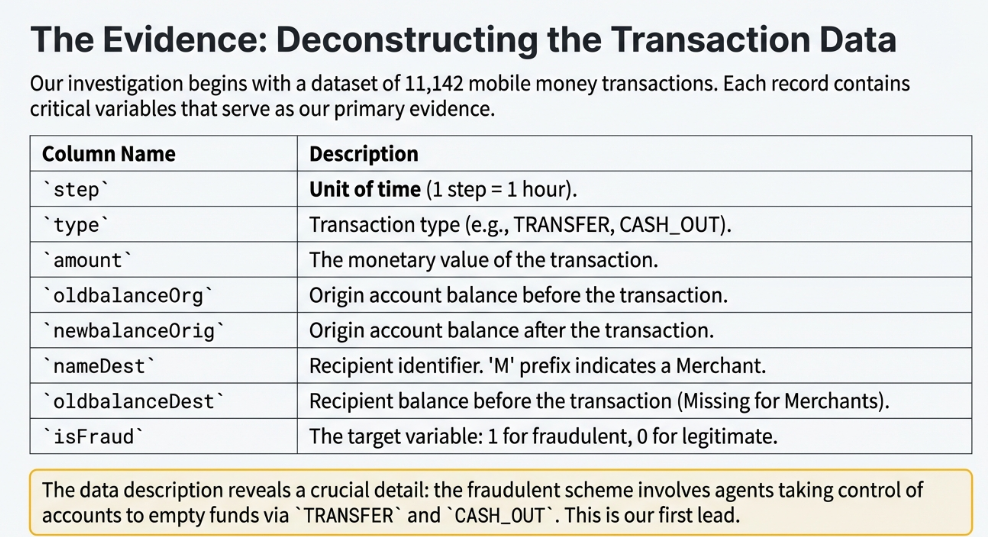 The Evidence: Deconstructing the Transaction Data
Our investigation begins with a dataset of 11,142 mobile money transactions. Each record contains
critical variables that serve as our primary evidence.
Column Name Description
`step` Unit of time (1 step = 1 hour).
`type` Transaction type (e.g., TRANSFER, CASH_OUT).
`amount` The monetary value of the transaction.
`oldbalanceOrg` Origin account balance before the transaction.
`newbalanceOrig` Origin account balance after the transaction.
`nameDest` Recipient identifier. 'M' prefix indicates a Merchant.
`oldbalanceDest` Recipient balance before the transaction (Missing for Merchants).
`isFraud` The target variable: 1 for fraudulent, 0 for legitimate.
The data description reveals a crucial detail: the fraudulent scheme involves agents taking control of
accounts to empty funds via `TRANSFER` and `CASH_OUT`. This is our first lead.